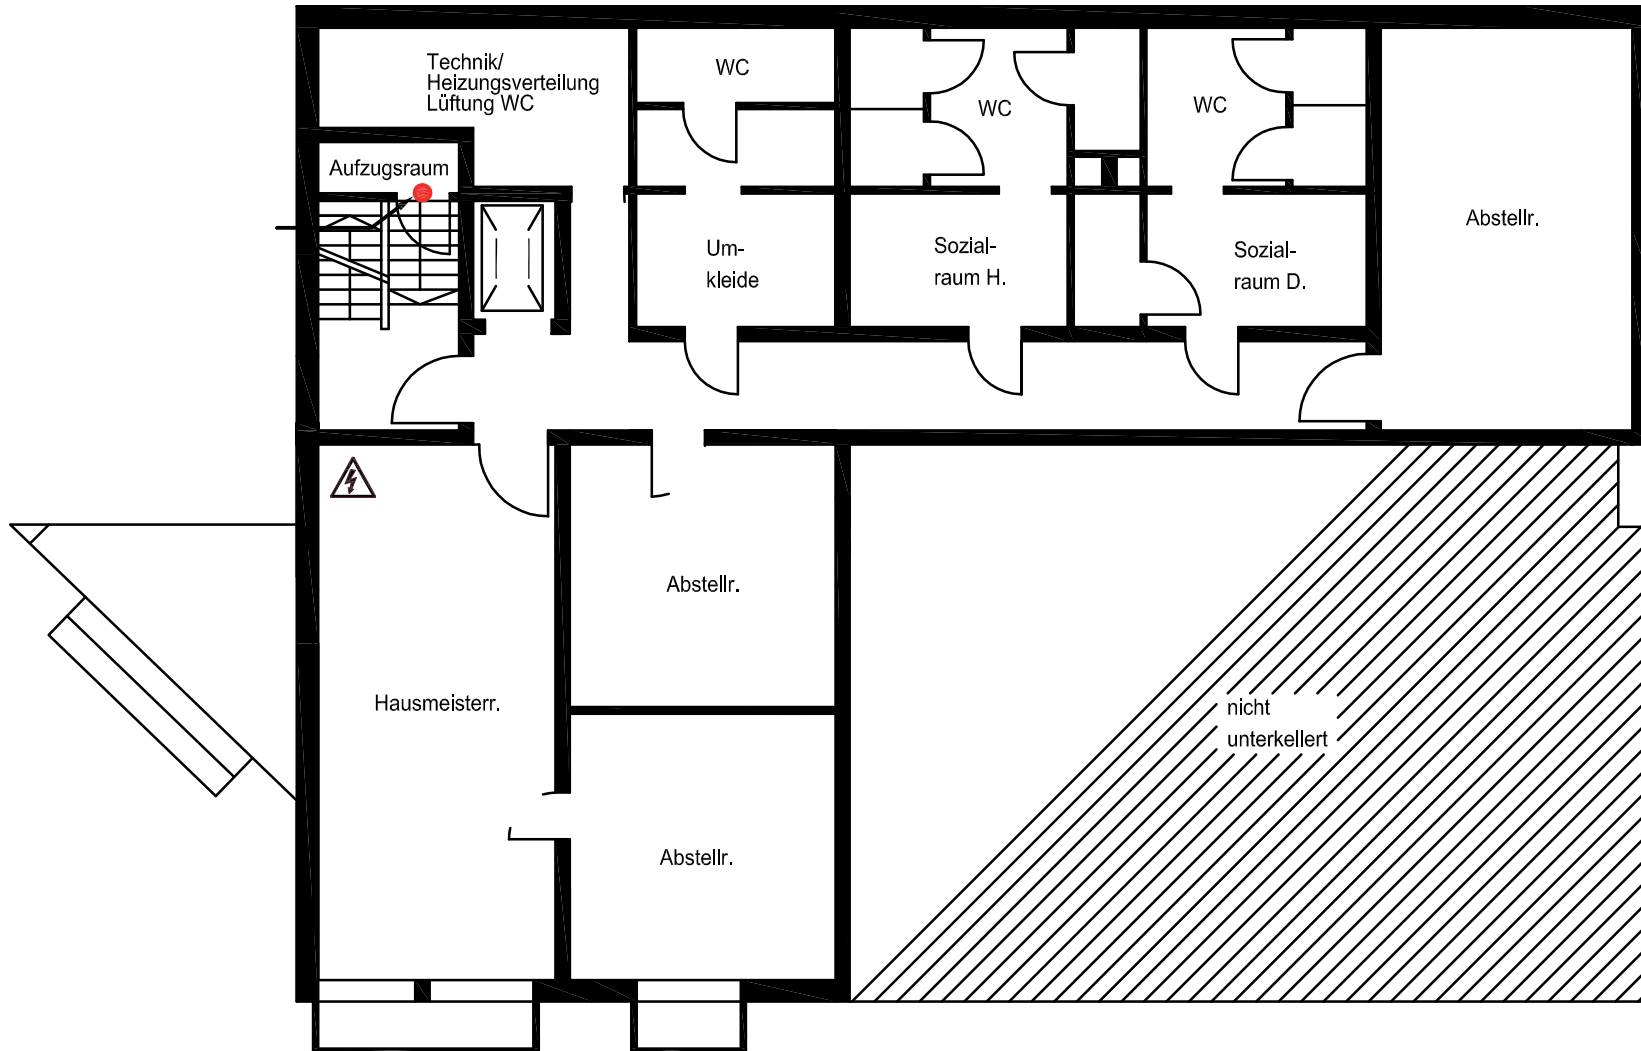 Technik/
Heizungsverteilung
Lüftung WC
WC
WC
WC
Aufzugsraum
Um-
kleide
Sozial-
raum H.
Sozial-
raum D.
Abstellr.
Abstellr.
Hausmeisterr.
nicht
unterkellert
Abstellr.